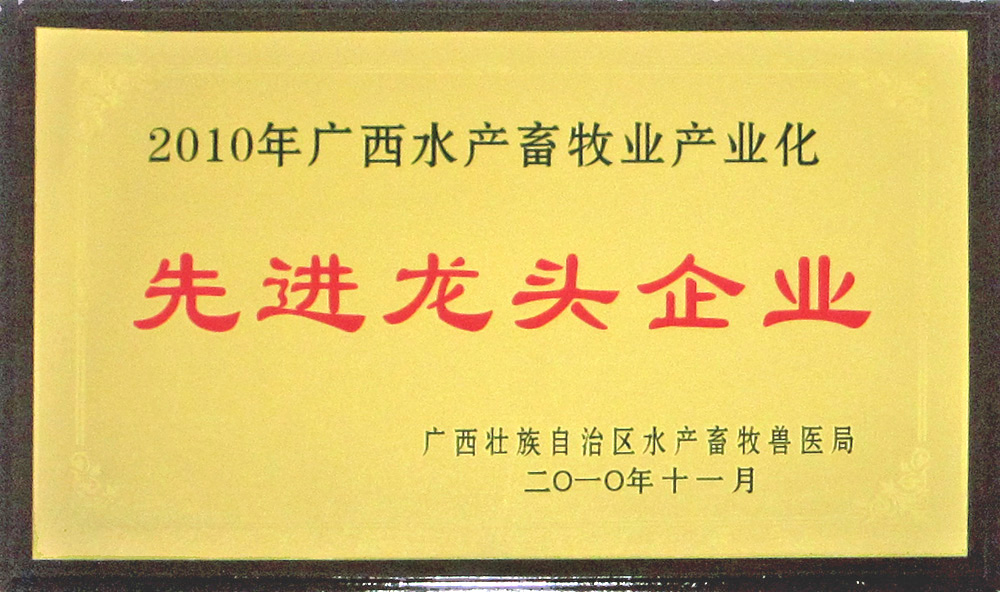 2010年广西水产畜牧业产业化
先进龙头企业
广西壮族自治区水产畜牧兽医局
二〇一〇年十一月